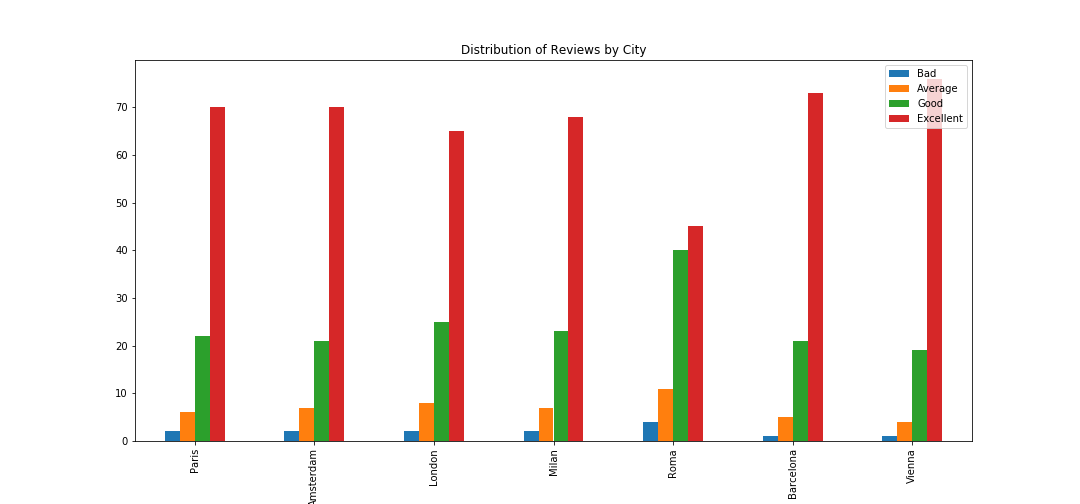 Distribution of Reviews by City
Bad
Average
Good
Excellent
70
60
50
40
30
20
10
0
Paris
Amsterdam
London
Milan
Roma
Barcelona
Vienna